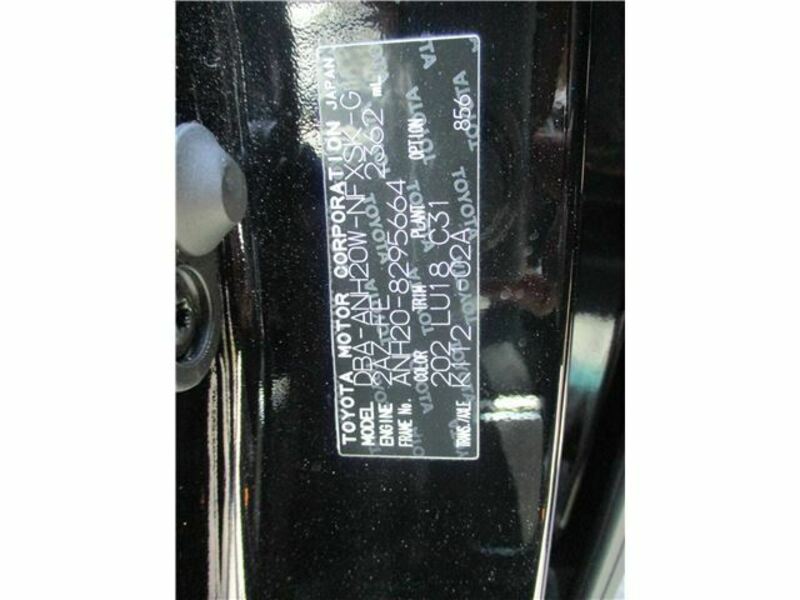 TOYOTA MOTOR CORPORATION JAPAN
MODEL DBA-ANH20W-NFXSK-G
ENGINE 2AZ-FE 2362 mL
FRAME No. ANH20-8295664
COLOR TRIM PLANT OPTION
202 LU18 C31 856
TRANS./AXLE K112 -02A